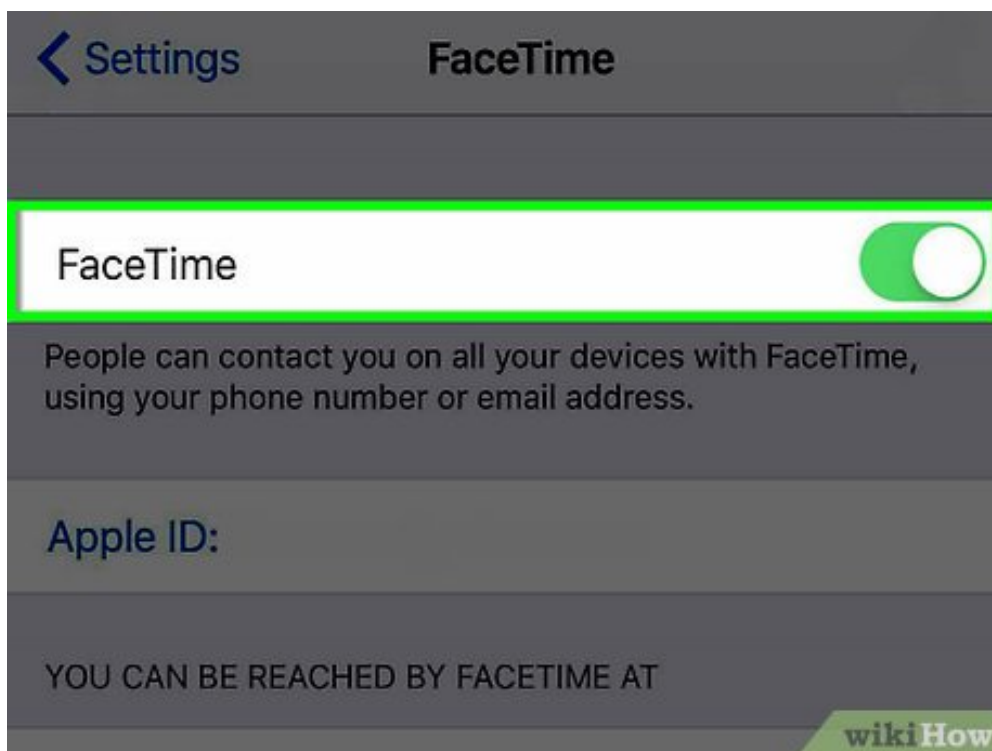 Settings FaceTime
FaceTime
People can contact you on all your devices with FaceTime,
using your phone number or email address.
Apple ID:
YOU CAN BE REACHED BY FACETIME AT
wikiHow